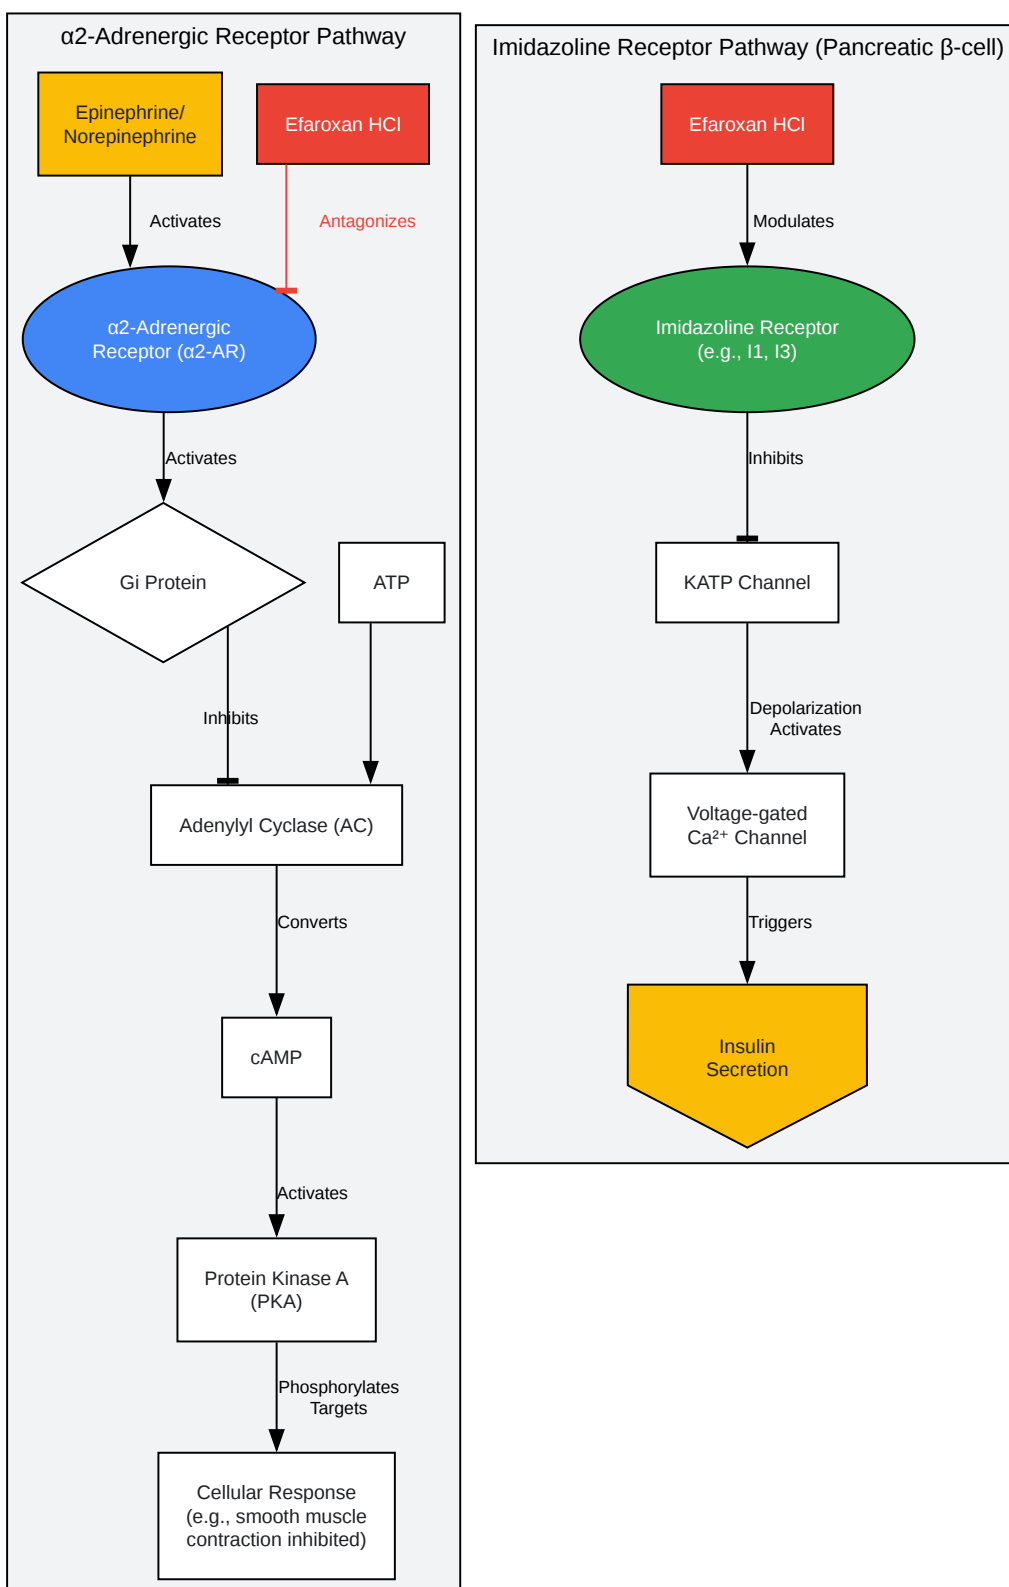 α2-Adrenergic Receptor Pathway
Epinephrine/
Norepinephrine
Efaroxan HCl
Activates
Antagonizes
α2-Adrenergic
Receptor (α2-AR)
Activates
Gi Protein
ATP
Inhibits
Adenylyl Cyclase (AC)
Converts
cAMP
Activates
Protein Kinase A
(PKA)
Phosphorylates
Targets
Cellular Response
(e.g., smooth muscle
contraction inhibited)
Imidazoline Receptor Pathway (Pancreatic β-cell)
Efaroxan HCl
Modulates
Imidazoline Receptor
(e.g., I1, I3)
Inhibits
KATP Channel
Depolarization
Activates
Voltage-gated
Ca²⁺ Channel
Triggers
Insulin
Secretion